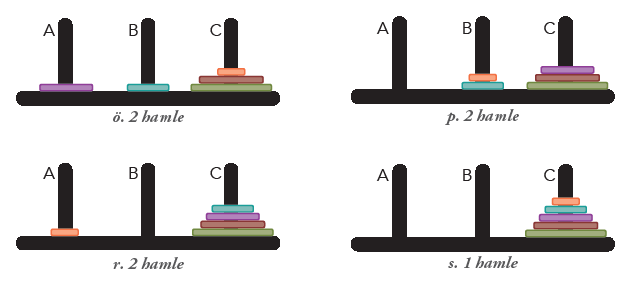 A B C
ö. 2 hamle
A B C
p. 2 hamle
A B C
r. 2 hamle
A B C
s. 1 hamle